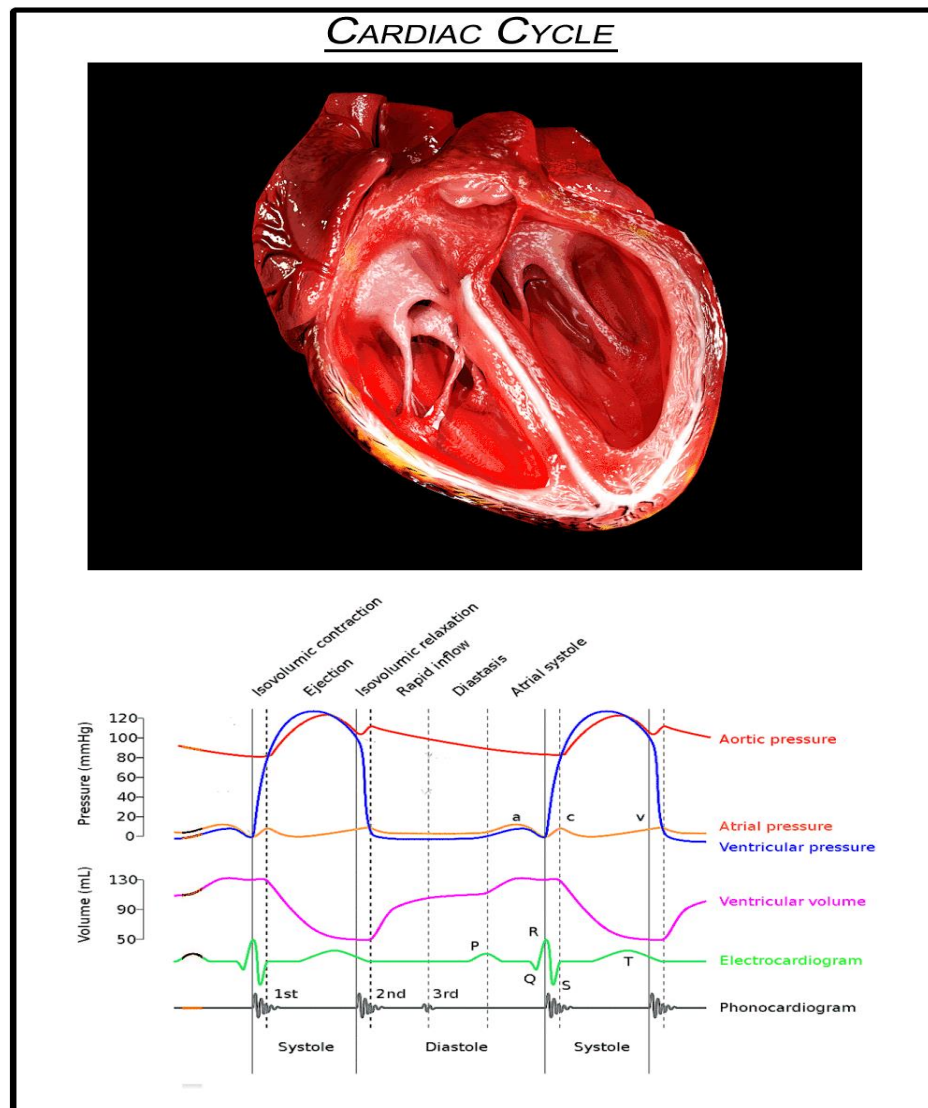 CARDIAC CYCLE
Isovolumic contraction
Ejection
Isovolumic relaxation
Rapid inflow
Diastasis
Atrial systole
Pressure (mmHg)
120
100
80
60
40
20
0
a
c
v
Aortic pressure
Atrial pressure
Ventricular pressure
Volume (mL)
130
90
50
Ventricular volume
P
R
Q
S
T
Electrocardiogram
1st
2nd
3rd
Phonocardiogram
Systole
Diastole
Systole